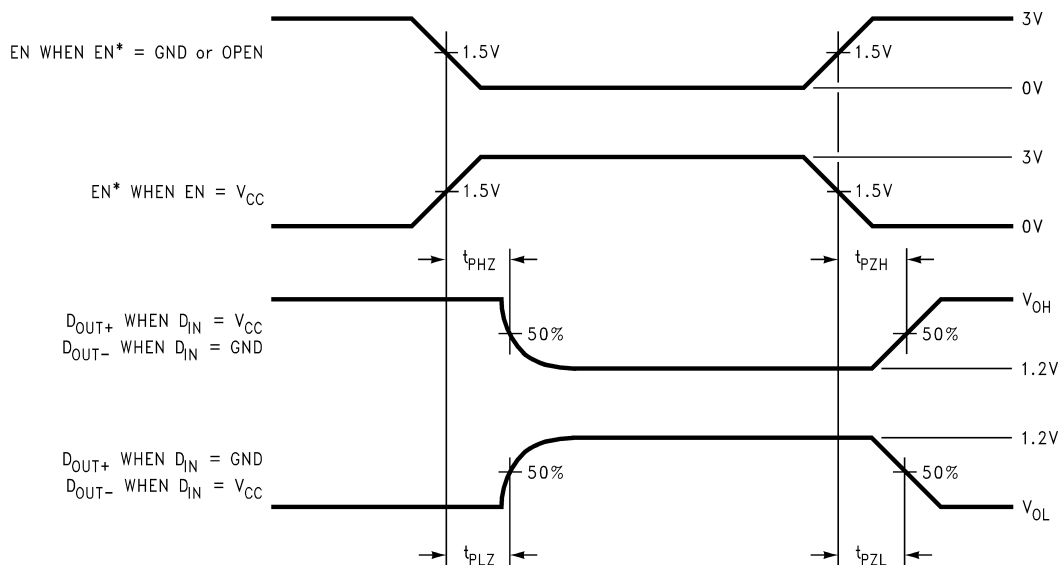 3V
EN WHEN EN* = GND or OPEN
1.5V
1.5V
0V
3V
EN* WHEN EN = VCC
1.5V
1.5V
0V
tPHZ
tPZH
VOH
DOUT+ WHEN DIN = VCC
DOUT− WHEN DIN = GND
50%
50%
1.2V
1.2V
DOUT+ WHEN DIN = GND
DOUT− WHEN DIN = VCC
50%
50%
VOL
tPLZ
tPZL